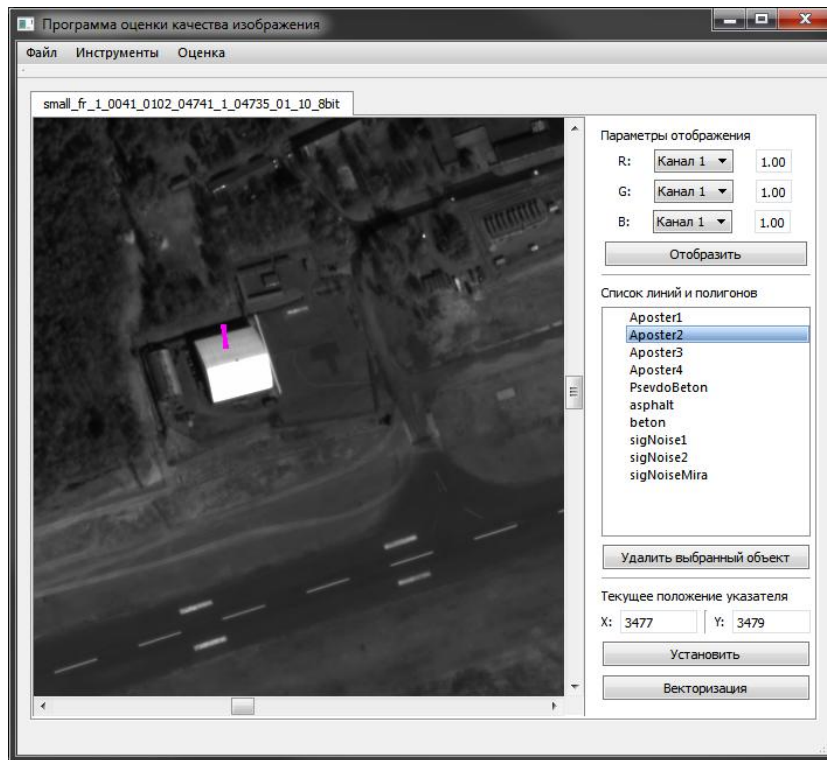 Программа оценки качества изображения
Файл Инструменты Оценка
small_fr_1_0041_0102_04741_1_04735_01_10_8bit
Параметры отображения
R: Канал 1 1.00
G: Канал 1 1.00
B: Канал 1 1.00
Отобразить
Список линий и полигонов
Aposter1
Aposter2
Aposter3
Aposter4
PsevdoBeton
asphalt
beton
sigNoise1
sigNoise2
sigNoiseMira
Удалить выбранный объект
Текущее положение указателя
X: 3477 Y: 3479
Установить
Векторизация